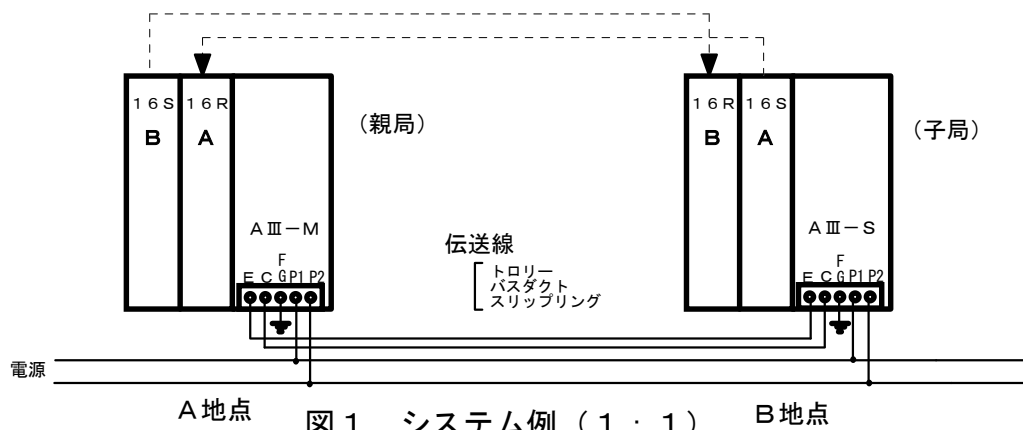 16S 16R
B A
(親局)
AⅢ-M
F
E C G P1 P2
伝送線
トロリー
バスダクト
スリップリング
16R 16S
B A
(子局)
AⅢ-S
F
E C G P1 P2
電源
A地点
B地点
図1 システム例(1:1)